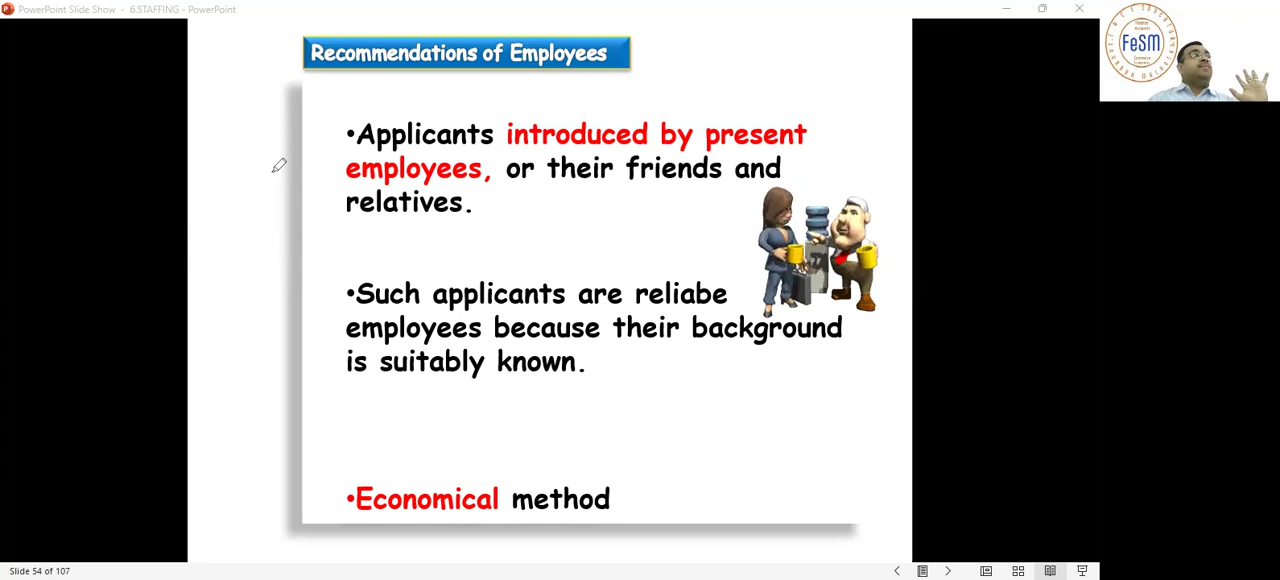 PowerPoint Slide Show - 6.STAFFING - PowerPoint
Recommendations of Employees
•Applicants introduced by present
employees, or their friends and
relatives.
•Such applicants are reliabe
employees because their background
is suitably known.
•Economical method
FeSM
Slide 54 of 107